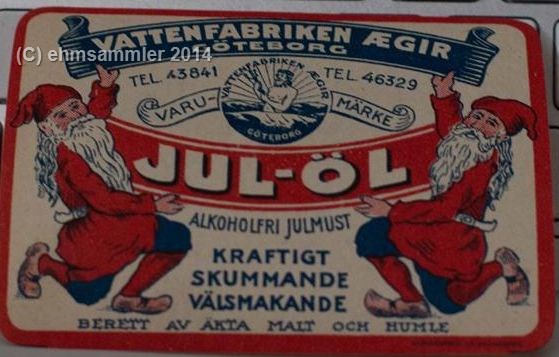 (C) ehmsammler 2014
VATTENFABRIKEN ÆGIR
GÖTEBORG
TEL. 43841
TEL. 46329
VATTENFABRIKEN ÆGIR
VARU-
MÄRKE
GÖTEBORG
JUL-ÖL
ALKOHOLFRI JULMUST
KRAFTIGT
SKUMMANDE
VÄLSMAKANDE
BERETT AV ÄKTA MALT OCH HUMLE